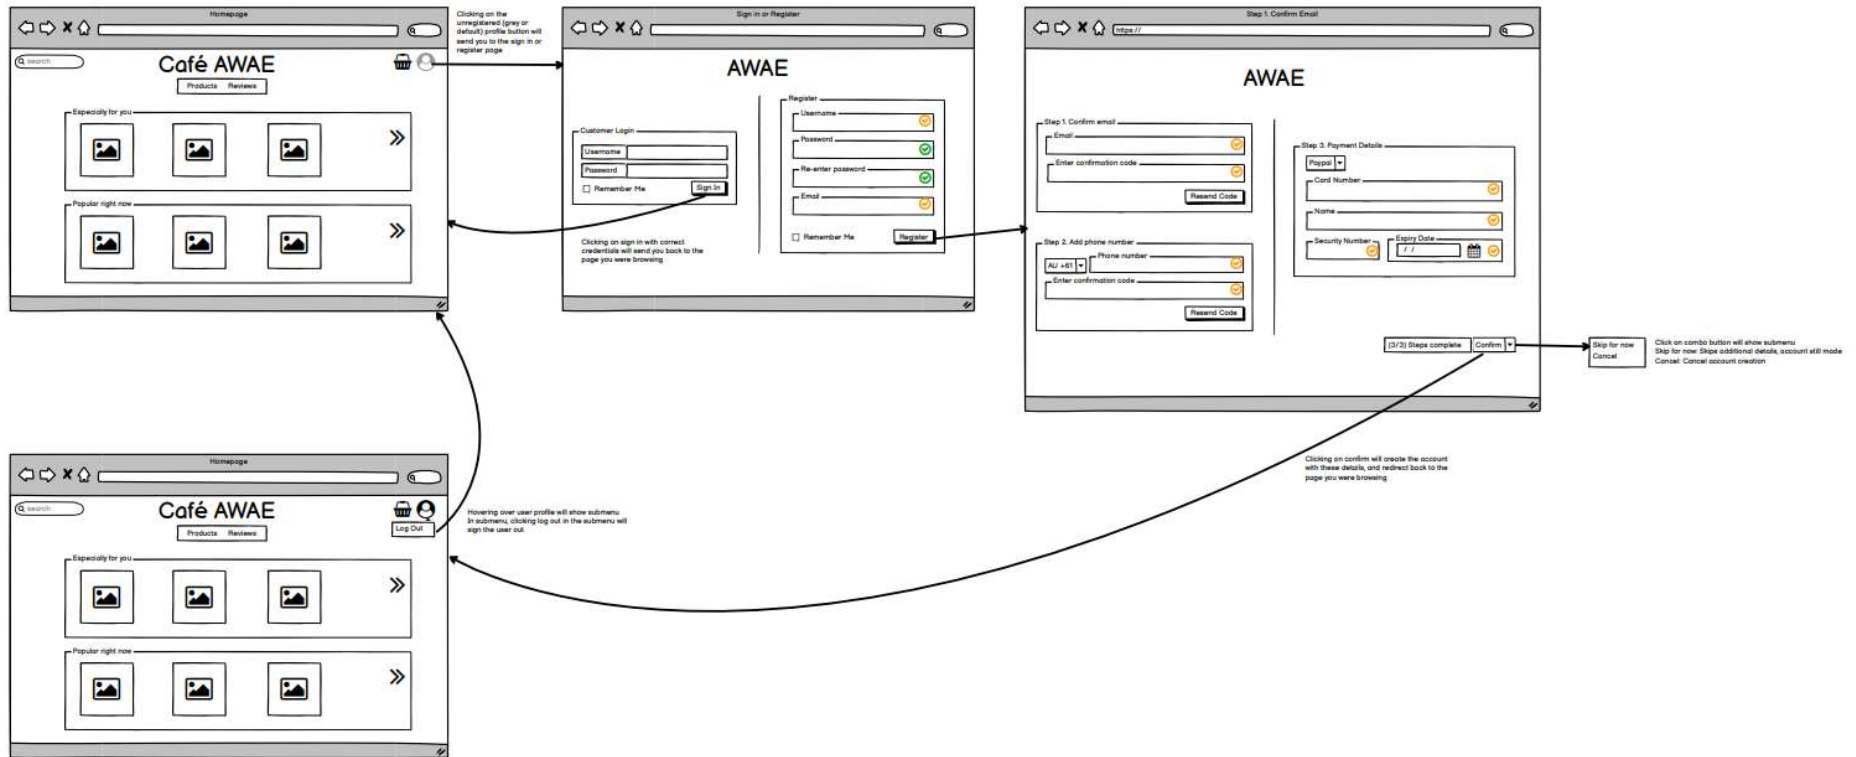 Homepage
search
Café AWAE
Products Reviews
Especially for you
Popular right now
Clicking on the
unregistered (grey or
default) profile button will
send you to the sign in or
register page
Sign in or Register
AWAE
Customer Login
Username
Password
Remember Me
Sign In
Clicking on sign in with correct
credentials will send you back to the
page you were browsing
Register
Username
Password
Re-enter password
Email
Remember Me
Register
Step 1. Confirm Email
https://
AWAE
Step 1. Confirm email
Email
Enter confirmation code
Resend Code
Step 2. Add phone number
AU +61
Phone number
Enter confirmation code
Resend Code
Step 3. Payment Details
Paypal
Card Number
Name
Security Number
Expiry Date
/ /
(3/3) Steps complete
Confirm
Skip for now
Cancel
Click on combo button will show submenu
Skip for now: Skips additional details, account still made
Cancel: Cancel account creation
Clicking on confirm will create the account
with these details, and redirect back to the
page you were browsing
Homepage
search
Café AWAE
Products Reviews
Log Out
Especially for you
Popular right now
Hovering over user profile will show submenu
In submenu, clicking log out in the submenu will
sign the user out